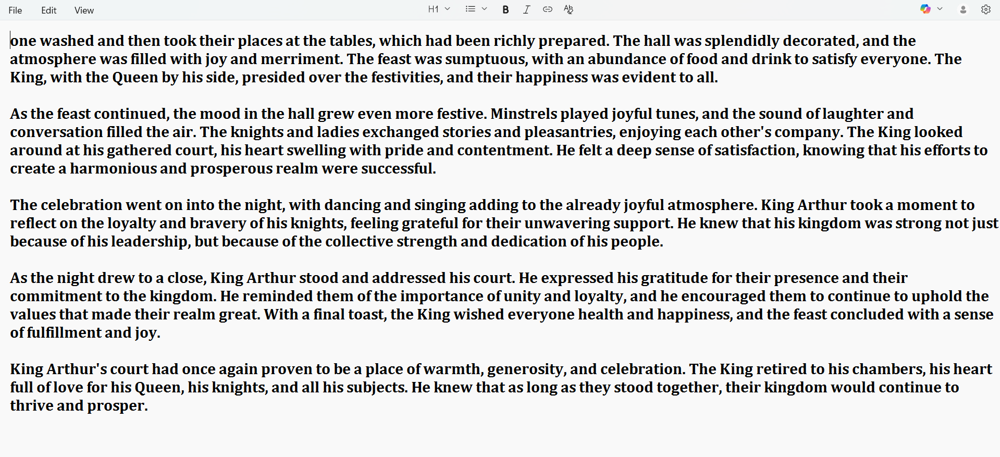 File Edit View H1 B I
one washed and then took their places at the tables, which had been richly prepared. The hall was splendidly decorated, and the
atmosphere was filled with joy and merriment. The feast was sumptuous, with an abundance of food and drink to satisfy everyone. The
King, with the Queen by his side, presided over the festivities, and their happiness was evident to all.
As the feast continued, the mood in the hall grew even more festive. Minstrels played joyful tunes, and the sound of laughter and
conversation filled the air. The knights and ladies exchanged stories and pleasantries, enjoying each other's company. The King looked
around at his gathered court, his heart swelling with pride and contentment. He felt a deep sense of satisfaction, knowing that his efforts to
create a harmonious and prosperous realm were successful.
The celebration went on into the night, with dancing and singing adding to the already joyful atmosphere. King Arthur took a moment to
reflect on the loyalty and bravery of his knights, feeling grateful for their unwavering support. He knew that his kingdom was strong not just
because of his leadership, but because of the collective strength and dedication of his people.
As the night drew to a close, King Arthur stood and addressed his court. He expressed his gratitude for their presence and their
commitment to the kingdom. He reminded them of the importance of unity and loyalty, and he encouraged them to continue to uphold the
values that made their realm great. With a final toast, the King wished everyone health and happiness, and the feast concluded with a sense
of fulfillment and joy.
King Arthur's court had once again proven to be a place of warmth, generosity, and celebration. The King retired to his chambers, his heart
full of love for his Queen, his knights, and all his subjects. He knew that as long as they stood together, their kingdom would continue to
thrive and prosper.